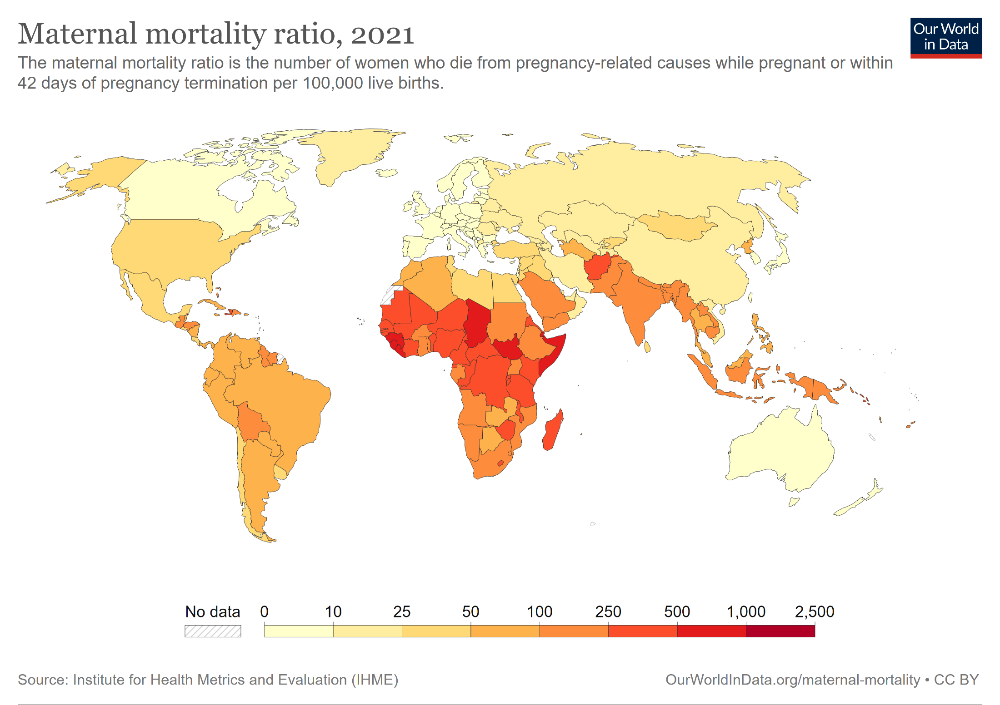 Maternal mortality ratio, 2021
Our World
in Data
The maternal mortality ratio is the number of women who die from pregnancy-related causes while pregnant or within
42 days of pregnancy termination per 100,000 live births.
No data 0 10 25 50 100 250 500 1,000 2,500
Source: Institute for Health Metrics and Evaluation (IHME)
OurWorldInData.org/maternal-mortality • CC BY